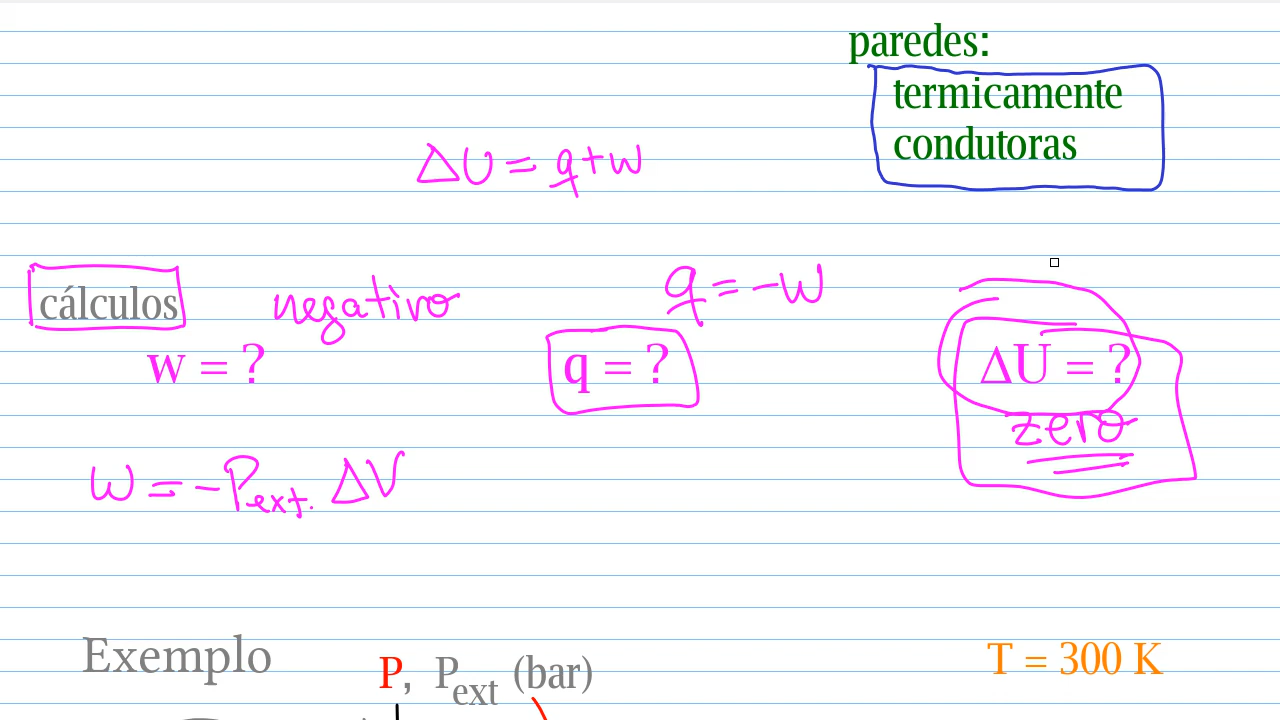 paredes:
termicamente
condutoras
ΔU = q+w
cálculos
negativo
q = -w
w = ?
q = ?
ΔU = ?
zero
w = -Pext. ΔV
Exemplo
P, Pext (bar)
T = 300 K